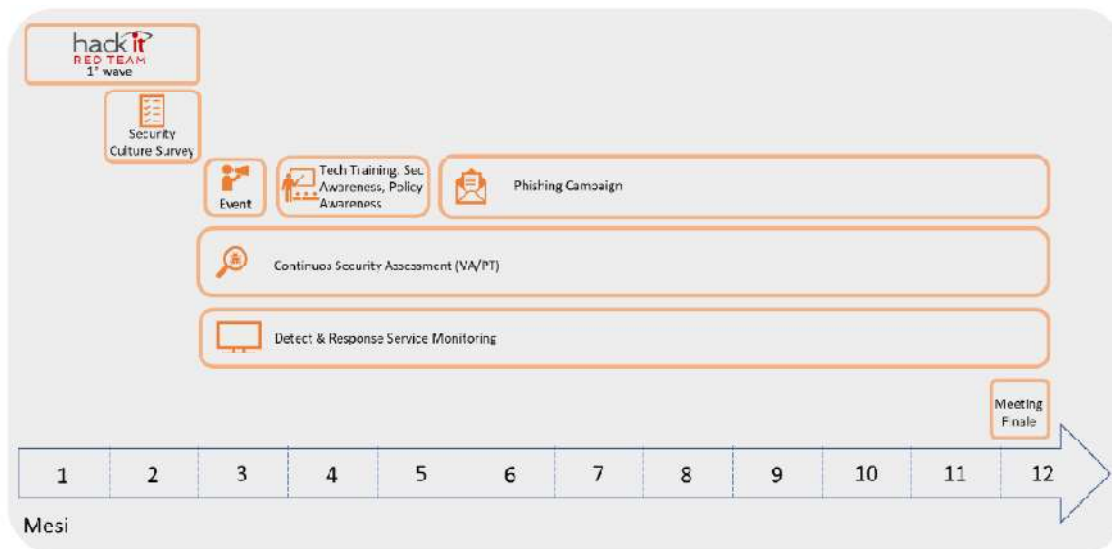 hack it
RED TEAM
1° wave
Security
Culture Survey
Event
Tech Training, Sec
Awareness, Policy
Awareness
Phishing Campaign
Continuos Security Assessment (VA/PT)
Detect & Response Service Monitoring
Meeting
Finale
1 2 3 4 5 6 7 8 9 10 11 12
Mesi